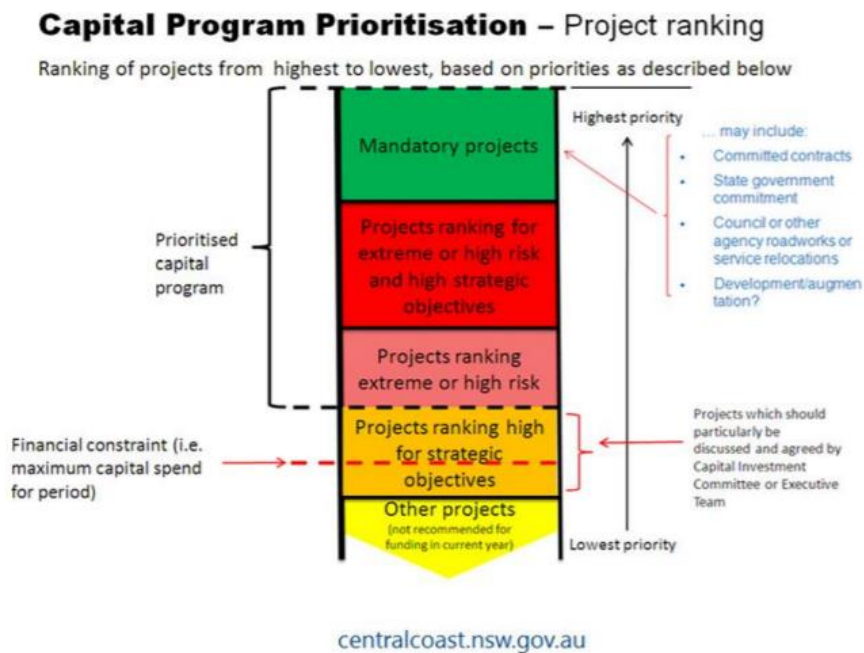 Capital Program Prioritisation – Project ranking
Ranking of projects from highest to lowest, based on priorities as described below
Mandatory projects
Projects ranking for
extreme or high risk
and high strategic
objectives
Projects ranking
extreme or high risk
Projects ranking high
for strategic
objectives
Other projects
(not recommended for
funding in current year)
Prioritised
capital
program
Financial constraint (i.e.
maximum capital spend
for period)
Highest priority
Lowest priority
... may include:
• Committed contracts
• State government
commitment
• Council or other
agency roadworks or
service relocations
• Development/augmen
tation?
Projects which should
particularly be
discussed and agreed by
Capital Investment
Committee or Executive
Team
centralcoast.nsw.gov.au